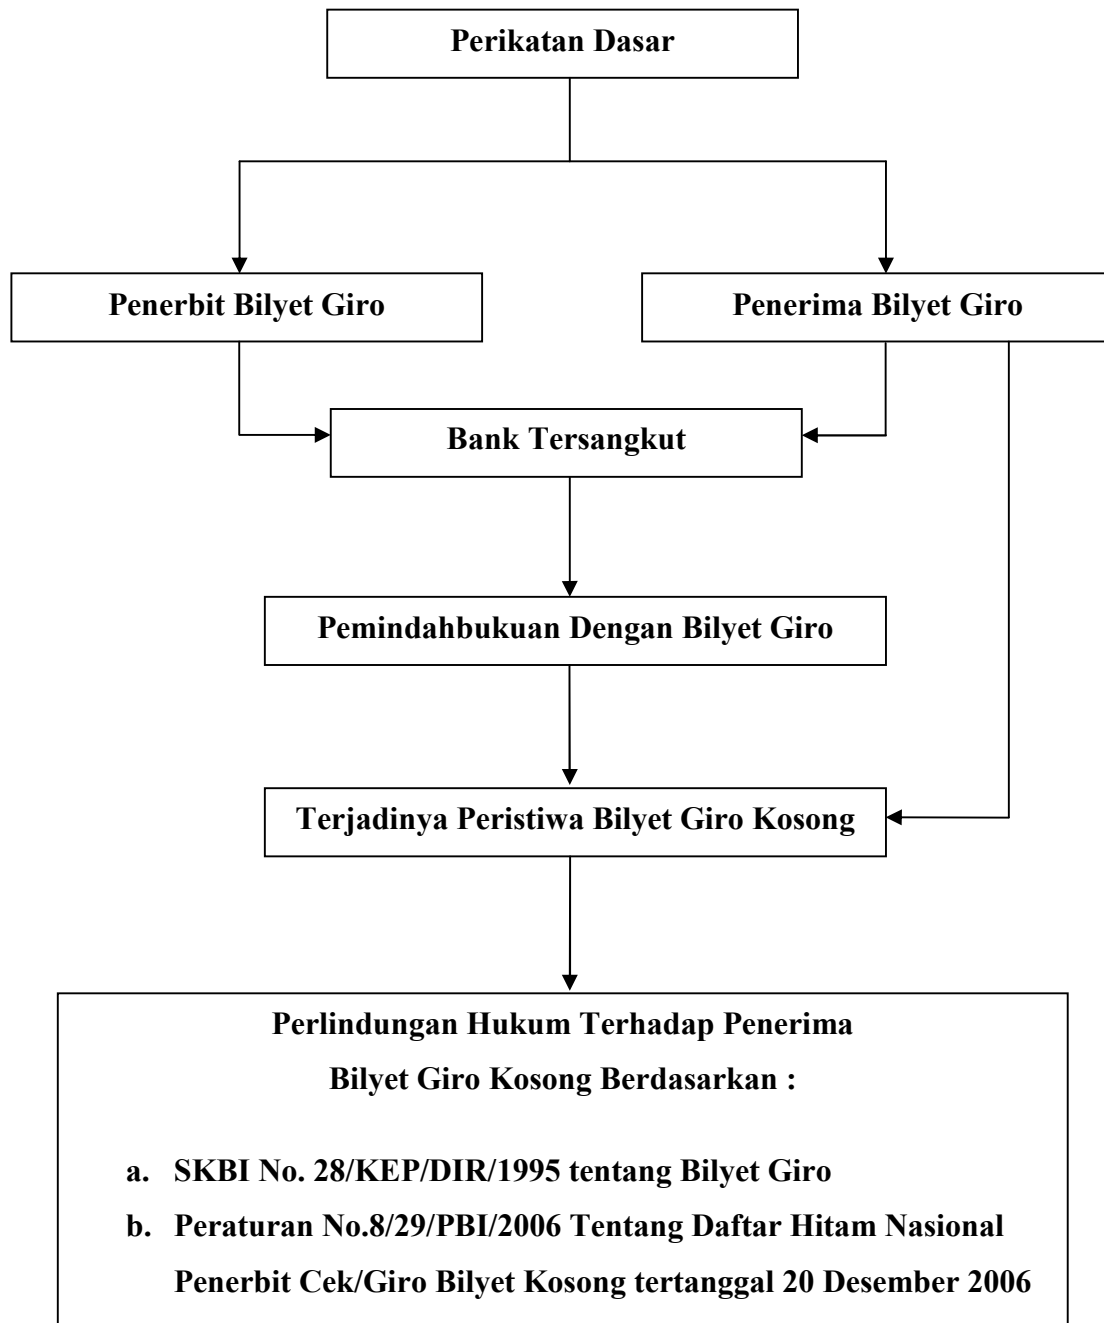 Perikatan Dasar
Penerbit Bilyet Giro
Penerima Bilyet Giro
Bank Tersangkut
Pemindahbukuan Dengan Bilyet Giro
Terjadinya Peristiwa Bilyet Giro Kosong
Perlindungan Hukum Terhadap Penerima
Bilyet Giro Kosong Berdasarkan :
a. SKBI No. 28/KEP/DIR/1995 tentang Bilyet Giro
b. Peraturan No.8/29/PBI/2006 Tentang Daftar Hitam Nasional
Penerbit Cek/Giro Bilyet Kosong tertanggal 20 Desember 2006